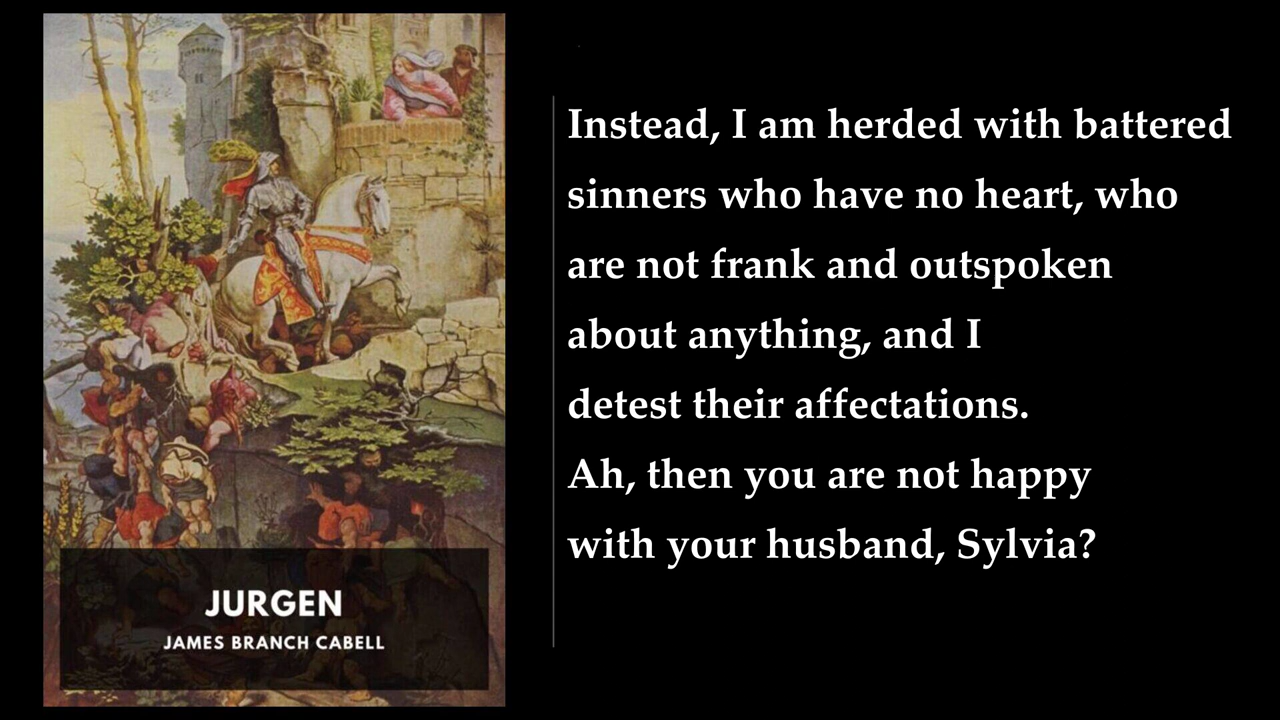 JURGEN
JAMES BRANCH CABELL
Instead, I am herded with battered
sinners who have no heart, who
are not frank and outspoken
about anything, and I
detest their affectations.
Ah, then you are not happy
with your husband, Sylvia?